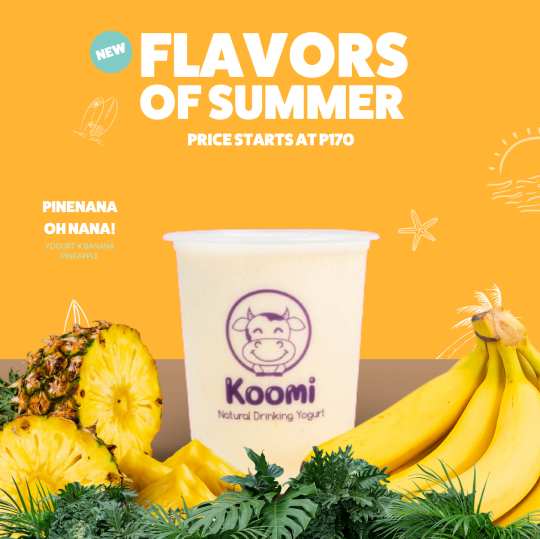 NEW
FLAVORS
OF SUMMER
PRICE STARTS AT P170
PINENANA
OH NANA!
YOGURT X BANANA
PINEAPPLE
Koomi
Natural Drinking Yogurt